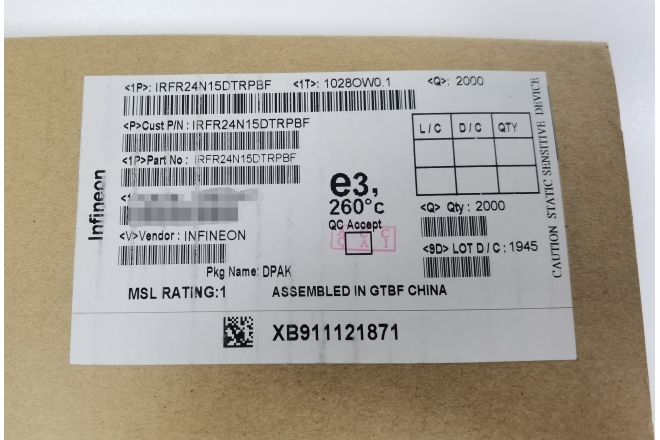 <1P>: IRFR24N15DTRPBF <1T>: 1028OW0.1 <Q>: 2000
<P>Cust P/N : IRFR24N15DTRPBF
<1P>Part No : IRFR24N15DTRPBF
<V>Vendor : INFINEON
Pkg Name: DPAK
MSL RATING:1 ASSEMBLED IN GTBF CHINA
XB911121871
Infineon
e3,
260°c
QC Accept
L/C D/C QTY
<Q> Qty : 2000
<9D> LOT D/C : 1945
CAUTION STATIC SENSITIVE DEVICE